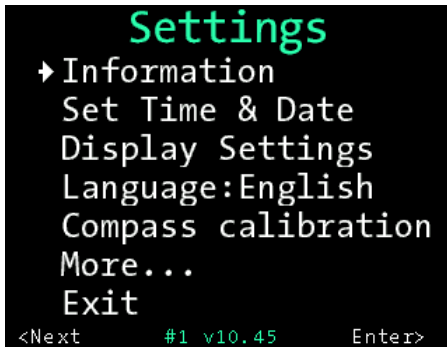 Settings
Information
Set Time & Date
Display Settings
Language:English
Compass calibration
More...
Exit
<Next #1 v10.45 Enter>